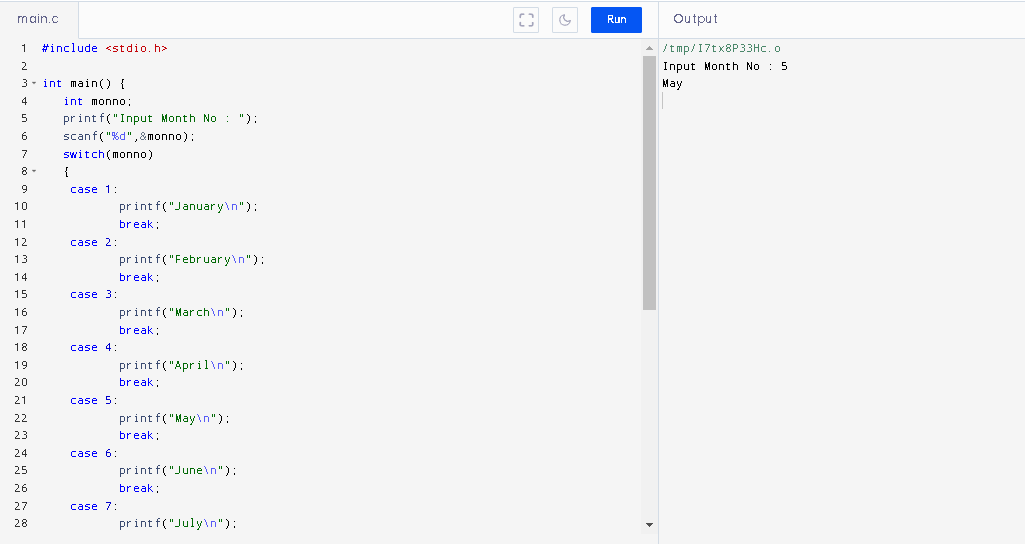 main.c
Run
Output
1 #include <stdio.h>
2
3 int main() {
4 int monno;
5 printf("Input Month No : ");
6 scanf("%d",&monno);
7 switch(monno)
8 {
9 case 1:
10 printf("January\n");
11 break;
12 case 2:
13 printf("February\n");
14 break;
15 case 3:
16 printf("March\n");
17 break;
18 case 4:
19 printf("April\n");
20 break;
21 case 5:
22 printf("May\n");
23 break;
24 case 6:
25 printf("June\n");
26 break;
27 case 7:
28 printf("July\n");
/tmp/I7tx8P33Hc.o
Input Month No : 5
May